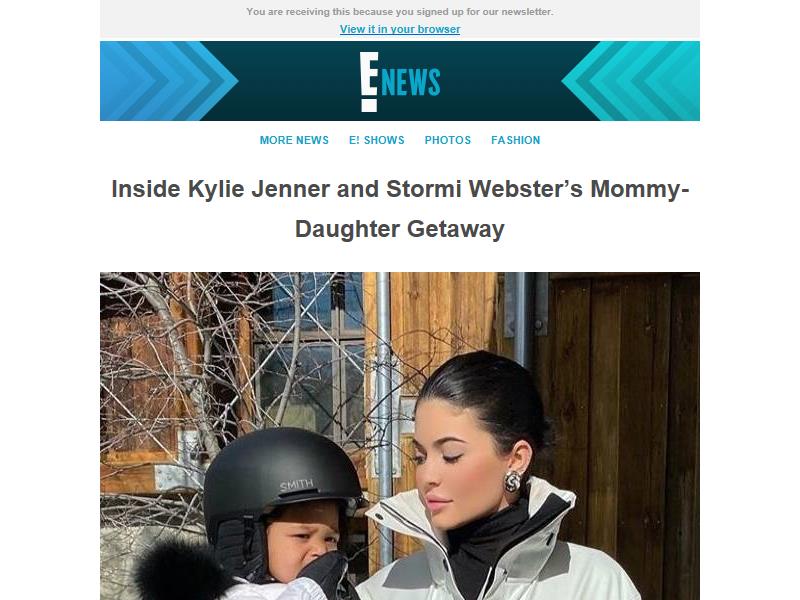 You are receiving this because you signed up for our newsletter.
View it in your browser
E! NEWS
MORE NEWS E! SHOWS PHOTOS FASHION
Inside Kylie Jenner and Stormi Webster’s Mommy-
Daughter Getaway
SMITH